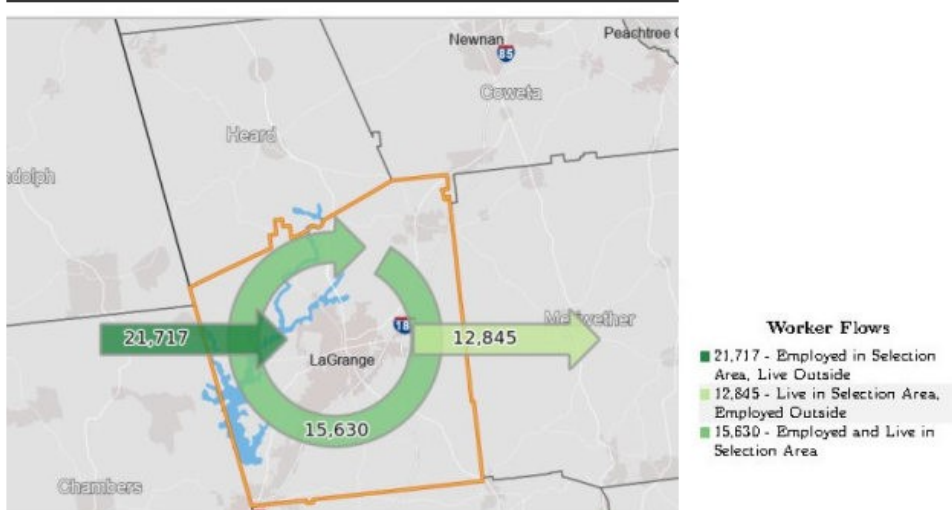 Newnan
Peachtree C
85
Coweta
Heard
ndolph
21,717
18
12,845
Meriwether
LaGrange
15,630
Chambers
Worker Flows
21,717 - Employed in Selection
Area, Live Outside
12,845 - Live in Selection Area,
Employed Outside
15,630 - Employed and Live in
Selection Area